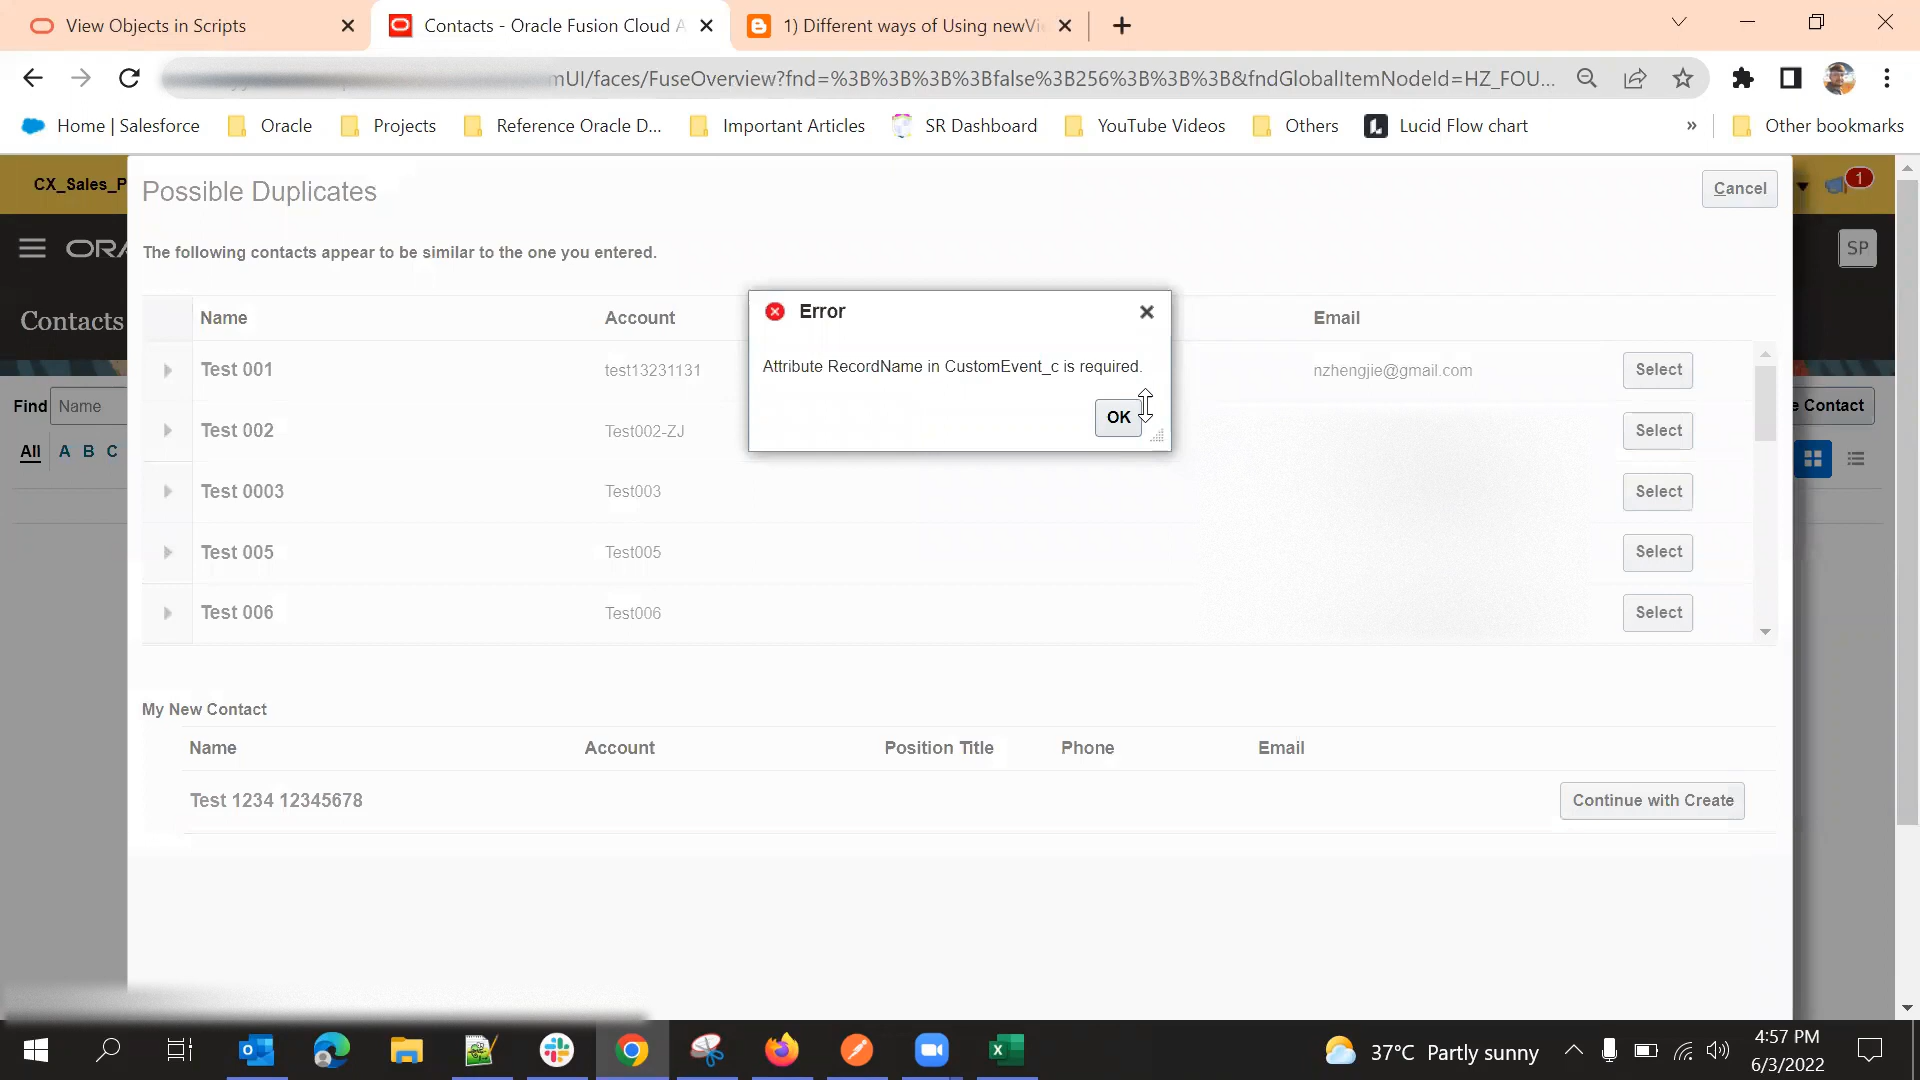 View Objects in Scripts
Contacts - Oracle Fusion Cloud A
1) Different ways of Using newVi
mUI/faces/FuseOverview?fnd=%3B%3B%3B%3Bfalse%3B256%3B%3B%3B&fndGlobalItemNodeId=HZ_FOU...
Home | Salesforce
Oracle
Projects
Reference Oracle D...
Important Articles
SR Dashboard
YouTube Videos
Others
Lucid Flow chart
»
Other bookmarks
CX_Sales_P
Possible Duplicates
Cancel
1
The following contacts appear to be similar to the one you entered.
ORA
SP
Contacts
Name
Account
Email
Error
Attribute RecordName in CustomEvent_c is required.
OK
Test 001
test13231131
nzhengjie@gmail.com
Select
Find
Name
e Contact
Test 002
Test002-ZJ
Select
All A B C
Test 0003
Test003
Select
Test 005
Test005
Select
Test 006
Test006
Select
My New Contact
Name
Account
Position Title
Phone
Email
Test 1234 12345678
Continue with Create
37°C Partly sunny
4:57 PM
6/3/2022